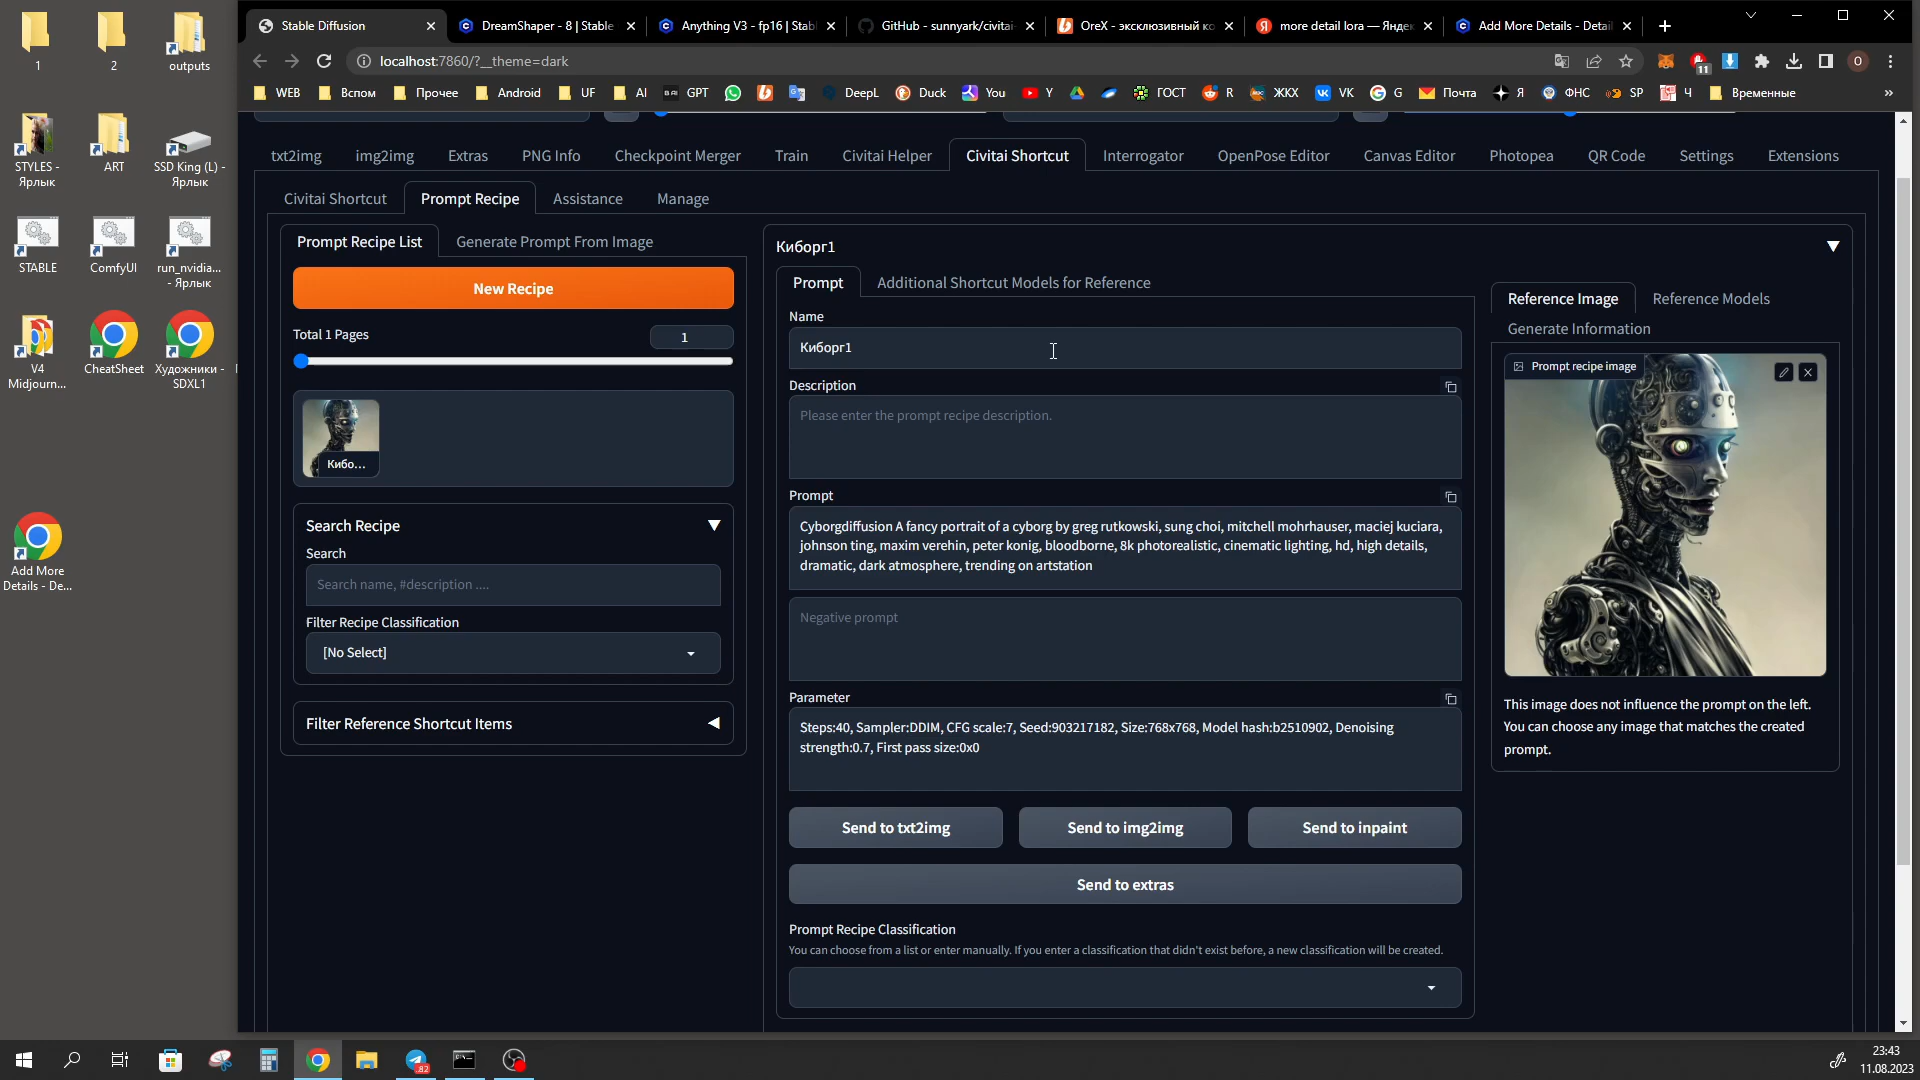 1
2
outputs
STYLES - Ярлык
ART
SSD King (L) - Ярлык
STABLE
ComfyUI
run_nvidia... - Ярлык
V4 Midjourn...
CheatSheet
Художники - SDXL1
Add More Details - De...
Stable Diffusion
DreamShaper - 8 | Stable
Anything V3 - fp16 | Stab
GitHub - sunnyark/civitai-
OreX - эксклюзивный ко
more detail lora — Яндек
Add More Details - Detail
localhost:7860/?__theme=dark
11
O
WEB
Вспом
Прочее
Android
UF
AI
GPT
DeepL
Duck
You
Y
ГОСТ
R
ЖКХ
VK
G
Почта
Я
ФНС
SP
Ч
Временные
»
txt2img
img2img
Extras
PNG Info
Checkpoint Merger
Train
Civitai Helper
Civitai Shortcut
Interrogator
OpenPose Editor
Canvas Editor
Photopea
QR Code
Settings
Extensions
Civitai Shortcut
Prompt Recipe
Assistance
Manage
Prompt Recipe List
Generate Prompt From Image
New Recipe
Total 1 Pages
1
Кибо...
Search Recipe
Search
Search name, #description ....
Filter Recipe Classification
[No Select]
Filter Reference Shortcut Items
Киборг1
Prompt
Additional Shortcut Models for Reference
Name
Киборг1
Description
Please enter the prompt recipe description.
Prompt
Cyborgdiffusion A fancy portrait of a cyborg by greg rutkowski, sung choi, mitchell mohrhauser, maciej kuciara,
johnson ting, maxim verehin, peter konig, bloodborne, 8k photorealistic, cinematic lighting, hd, high details,
dramatic, dark atmosphere, trending on artstation
Negative prompt
Parameter
Steps:40, Sampler:DDIM, CFG scale:7, Seed:903217182, Size:768x768, Model hash:b2510902, Denoising
strength:0.7, First pass size:0x0
Send to txt2img
Send to img2img
Send to inpaint
Send to extras
Prompt Recipe Classification
You can choose from a list or enter manually. If you enter a classification that didn't exist before, a new classification will be created.
Reference Image
Reference Models
Generate Information
Prompt recipe image
This image does not influence the prompt on the left.
You can choose any image that matches the created
prompt.
82
23:43
11.08.2023